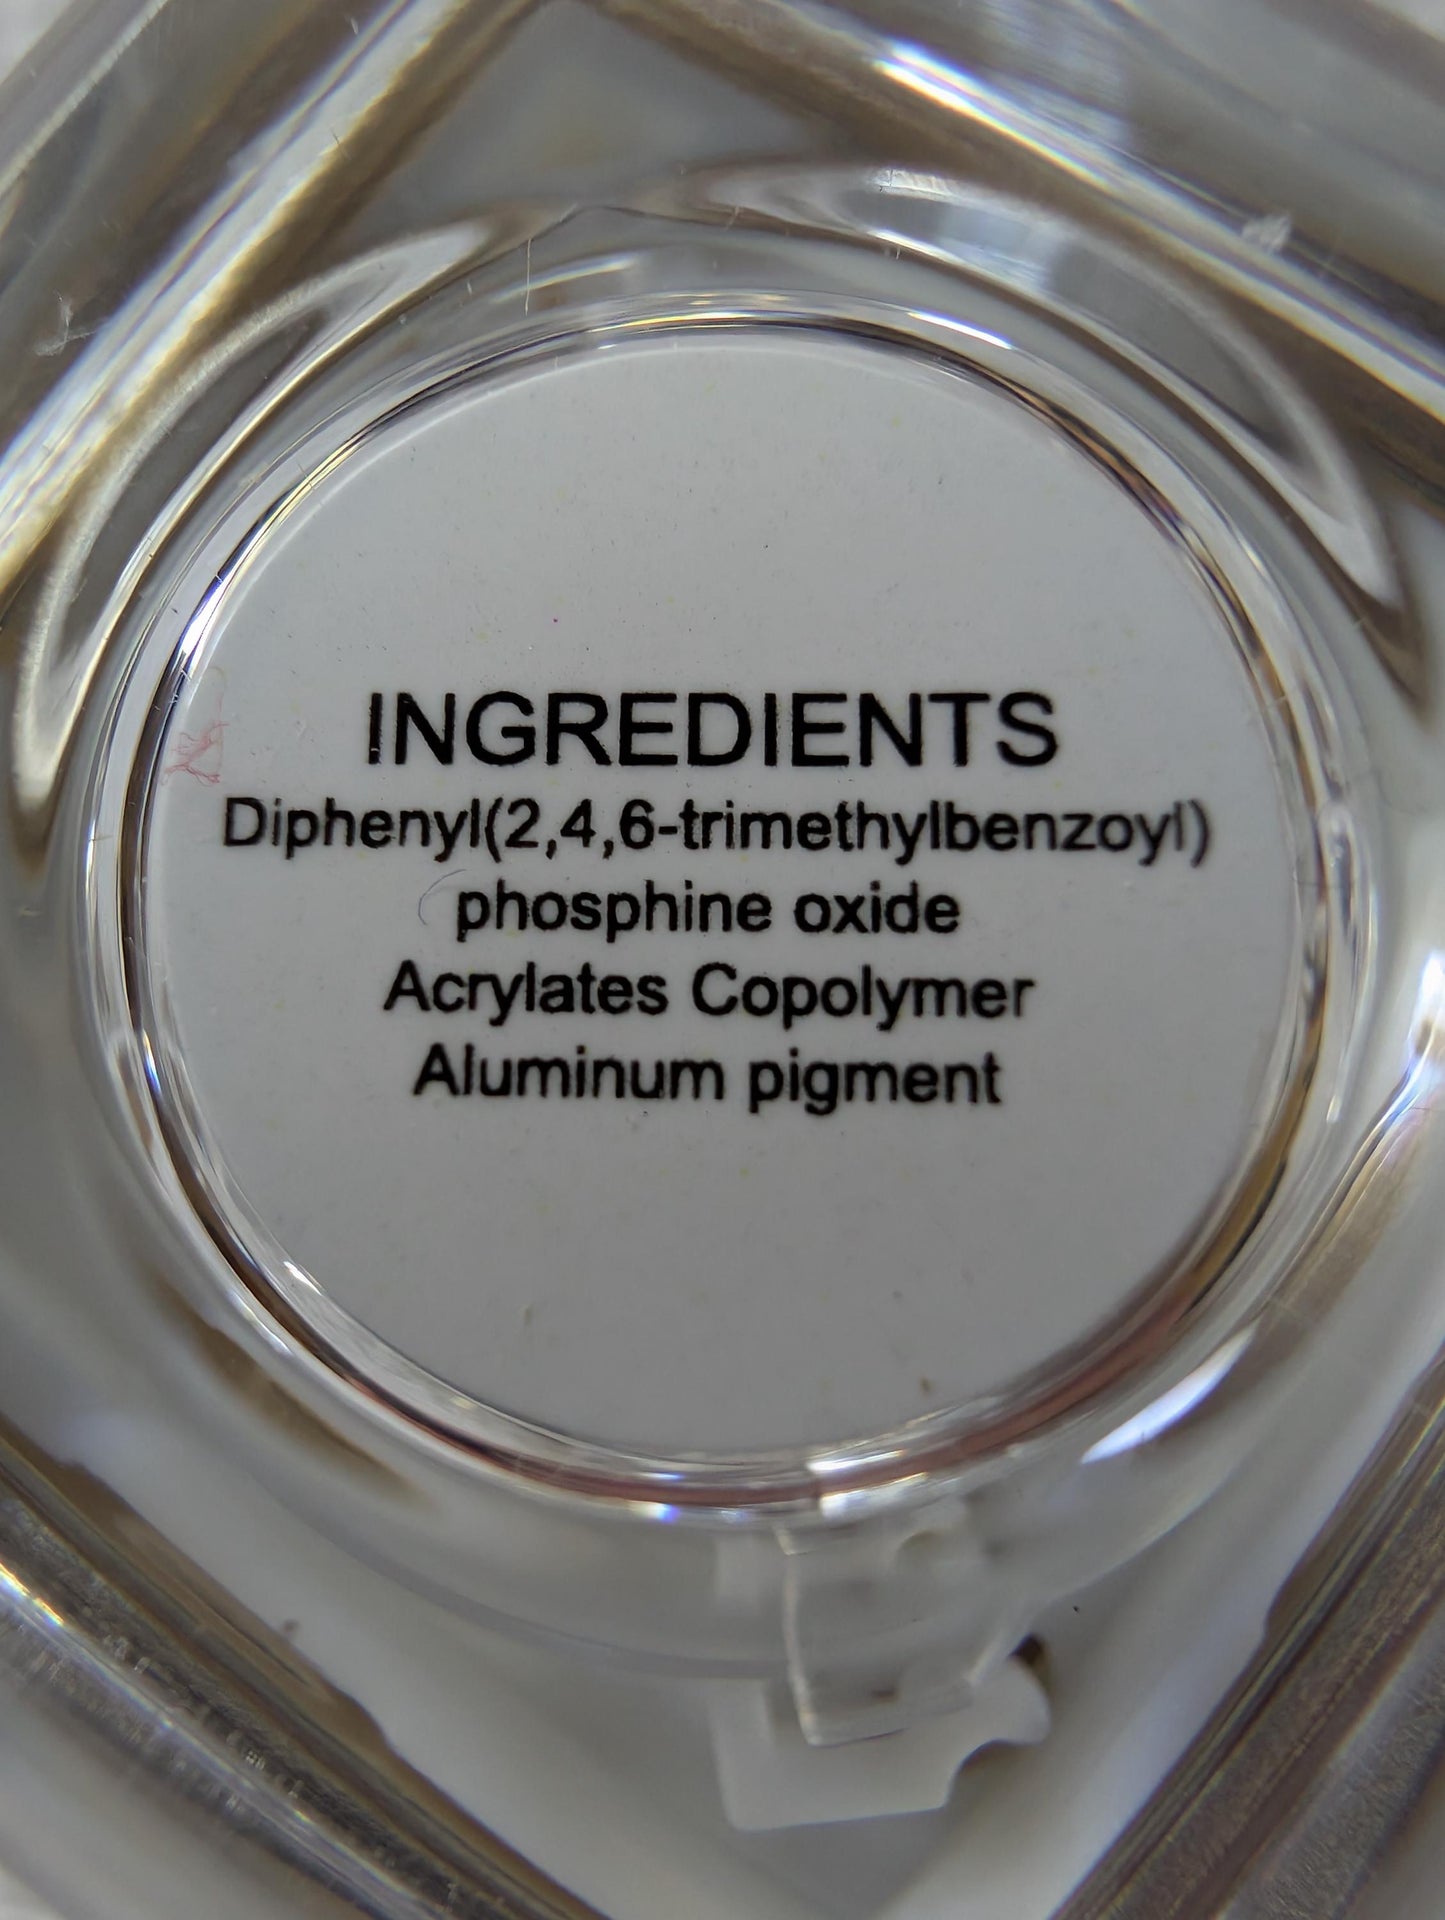 INGREDIENTS
Diphenyl(2,4,6-trimethylbenzoyl)
phosphine oxide
Acrylates Copolymer
Aluminum pigment